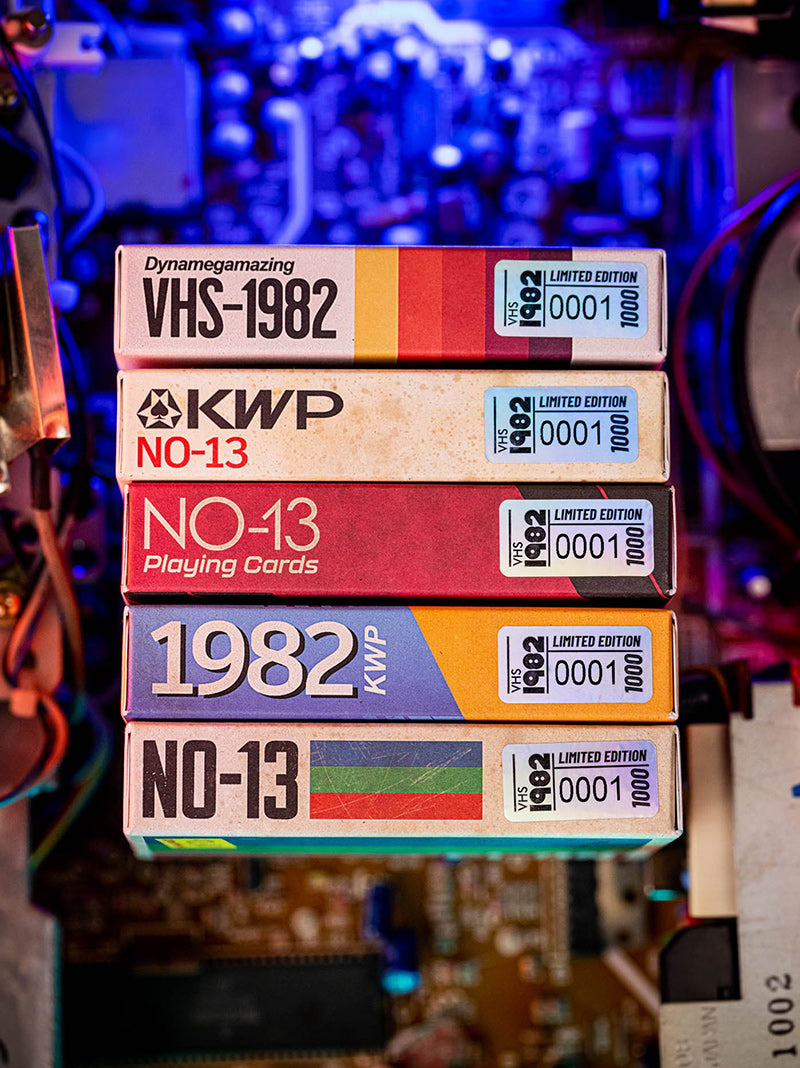 Dynamegamazing
VHS-1982
VHS 1982
LIMITED EDITION
0001
1000
KWP
NO-13
VHS 1982
LIMITED EDITION
0001
1000
NO-13
Playing Cards
VHS 1982
LIMITED EDITION
0001
1000
1982
KWP
VHS 1982
LIMITED EDITION
0001
1000
NO-13
VHS 1982
LIMITED EDITION
0001
1000
1002